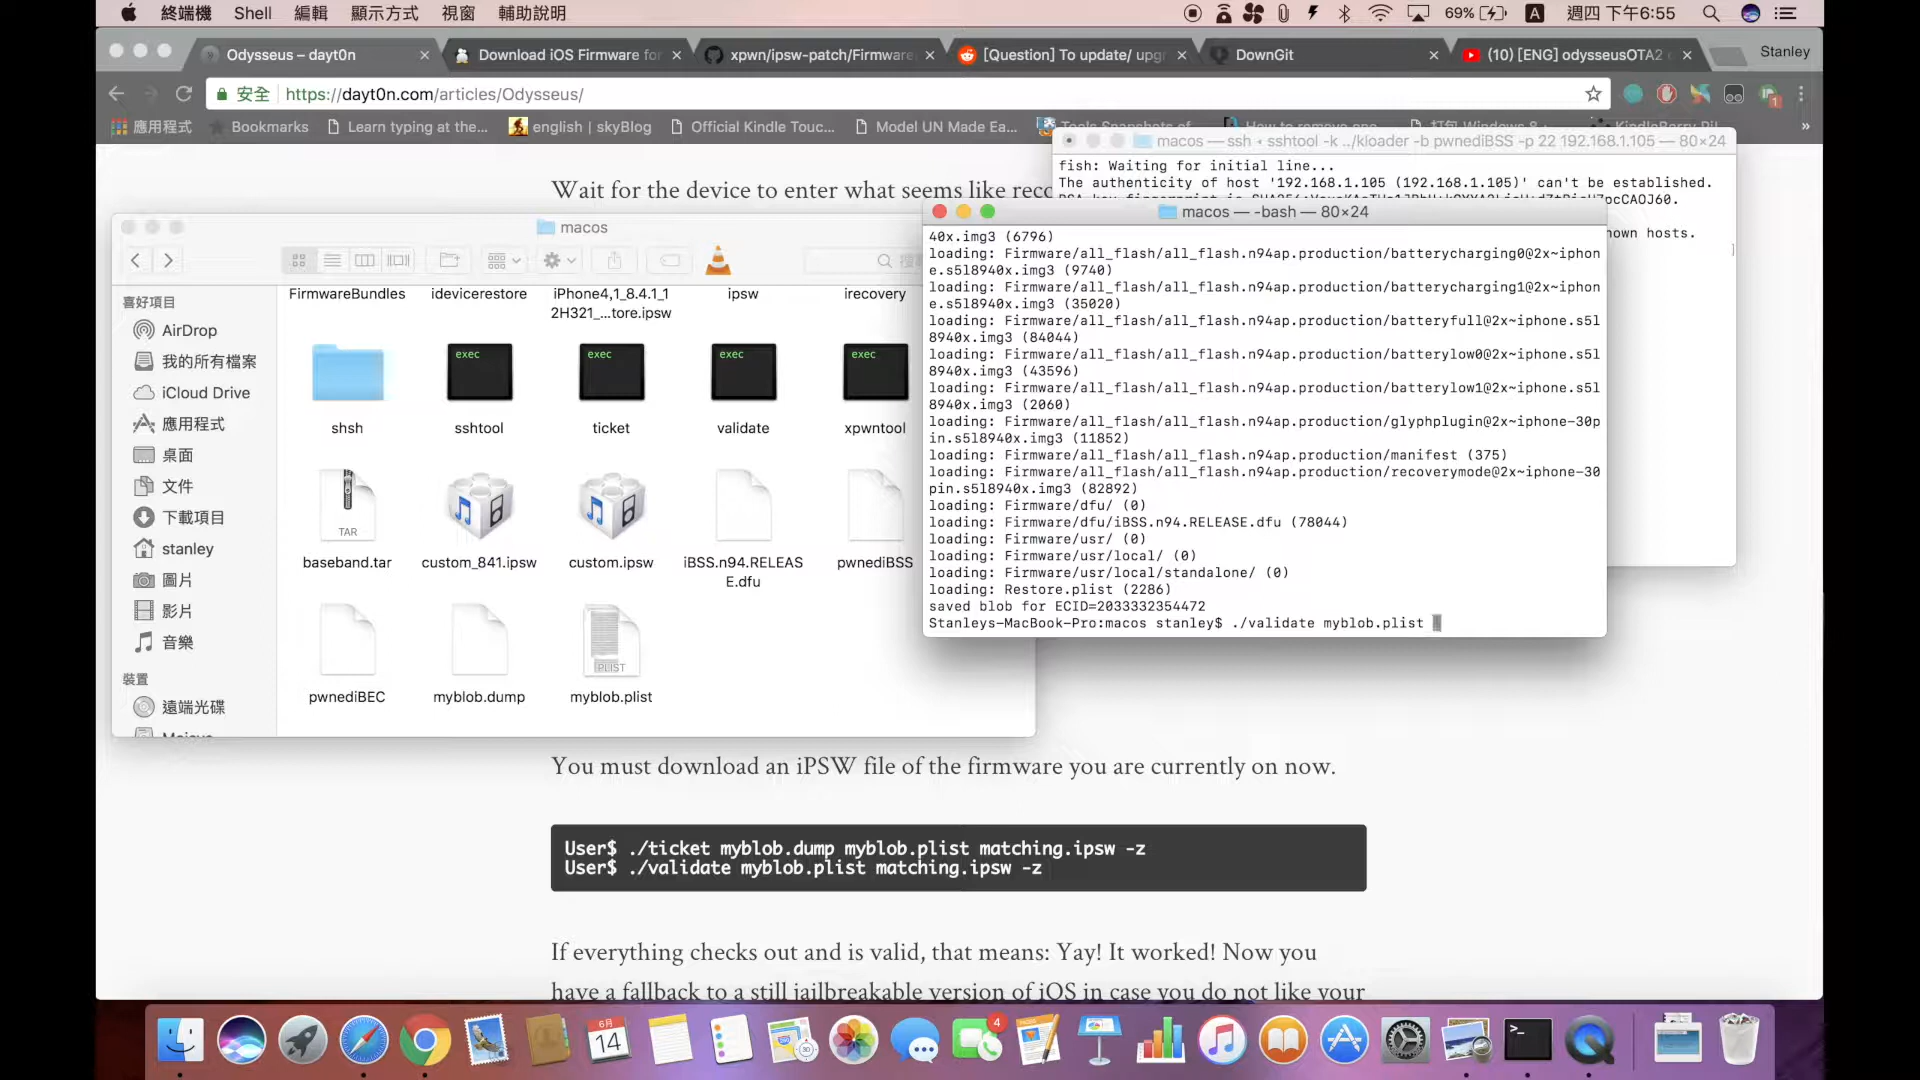 終端機 Shell 編輯 顯示方式 視窗 輔助說明
69% A 週四 下午6:55
Odysseus – dayt0n
Download iOS Firmware for
xpwn/ipsw-patch/Firmware
[Question] To update/ upg
DownGit
(10) [ENG] odysseusOTA2
Stanley
安全 https://dayt0n.com/articles/Odysseus/
1
應用程式 Bookmarks Learn typing at the... english | skyBlog Official Kindle Touc... Model UN Made Ea... Tools Snapshots of »
macos — ssh • sshtool -k ../kloader -b pwnediBSS -p 22 192.168.1.105 — 80×24
fish: Waiting for initial line...
The authenticity of host '192.168.1.105 (192.168.1.105)' can't be established.
own hosts.
Wait for the device to enter what seems like reco
macos — -bash — 80×24
40x.img3 (6796)
loading: Firmware/all_flash/all_flash.n94ap.production/batterycharging0@2x~iphon
e.s5l8940x.img3 (9740)
loading: Firmware/all_flash/all_flash.n94ap.production/batterycharging1@2x~iphon
e.s5l8940x.img3 (35020)
loading: Firmware/all_flash/all_flash.n94ap.production/batteryfull@2x~iphone.s5l
8940x.img3 (84044)
loading: Firmware/all_flash/all_flash.n94ap.production/batterylow0@2x~iphone.s5l
8940x.img3 (43596)
loading: Firmware/all_flash/all_flash.n94ap.production/batterylow1@2x~iphone.s5l
8940x.img3 (2060)
loading: Firmware/all_flash/all_flash.n94ap.production/glyphplugin@2x~iphone-30p
in.s5l8940x.img3 (11852)
loading: Firmware/all_flash/all_flash.n94ap.production/manifest (375)
loading: Firmware/all_flash/all_flash.n94ap.production/recoverymode@2x~iphone-30
pin.s5l8940x.img3 (82892)
loading: Firmware/dfu/ (0)
loading: Firmware/dfu/iBSS.n94.RELEASE.dfu (78044)
loading: Firmware/usr/ (0)
loading: Firmware/usr/local/ (0)
loading: Firmware/usr/local/standalone/ (0)
loading: Restore.plist (2286)
saved blob for ECID=2033332354472
Stanleys-MacBook-Pro:macos stanley$ ./validate myblob.plist
macos
喜好項目
AirDrop
我的所有檔案
iCloud Drive
應用程式
桌面
文件
下載項目
stanley
圖片
影片
音樂
裝置
遠端光碟
FirmwareBundles idevicerestore iPhone4,1_8.4.1_1 ipsw irecovery
2H321_...tore.ipsw
exec exec exec exec
shsh sshtool ticket validate xpwntool
TAR
baseband.tar custom_841.ipsw custom.ipsw iBSS.n94.RELEAS pwnediBSS
E.dfu
PLIST
pwnediBEC myblob.dump myblob.plist
You must download an iPSW file of the firmware you are currently on now.
User$ ./ticket myblob.dump myblob.plist matching.ipsw -z
User$ ./validate myblob.plist matching.ipsw -z
If everything checks out and is valid, that means: Yay! It worked! Now you
have a fallback to a still jailbreakable version of iOS in case you do not like your
6月
14
4